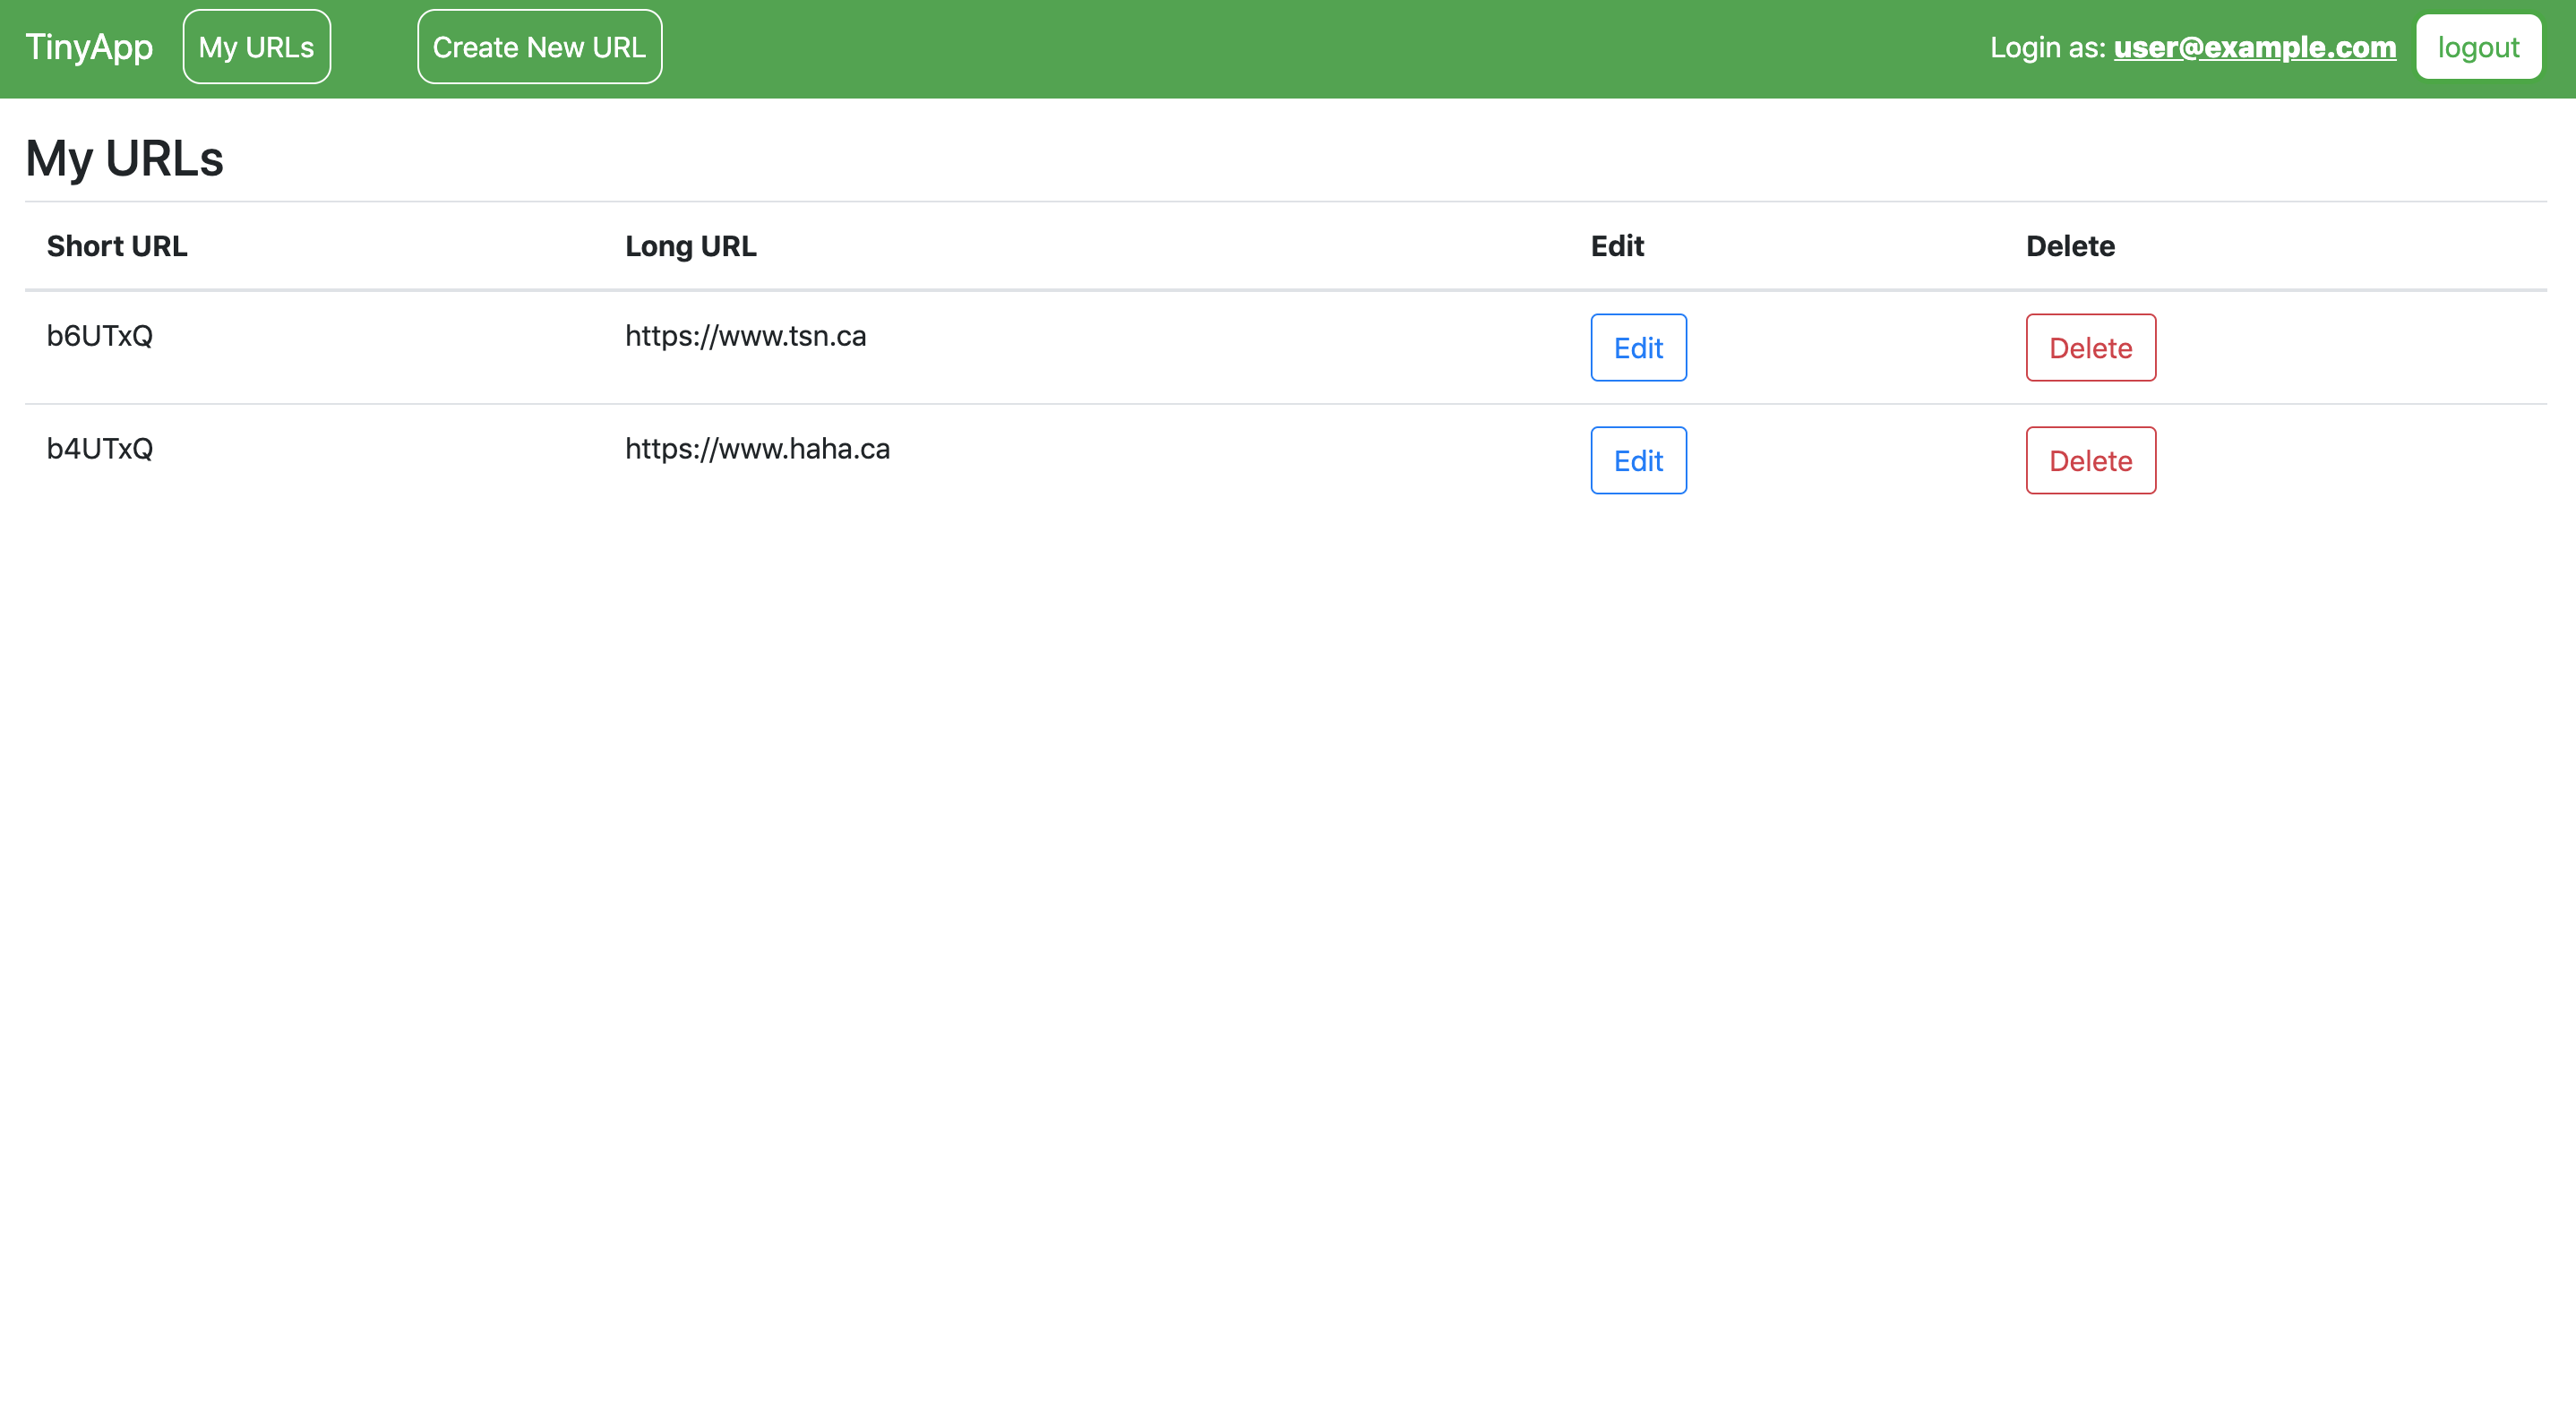 TinyApp My URLs Create New URL Login as: user@example.com logout
My URLs
Short URL Long URL Edit Delete
b6UTxQ https://www.tsn.ca Edit Delete
b4UTxQ https://www.haha.ca Edit Delete